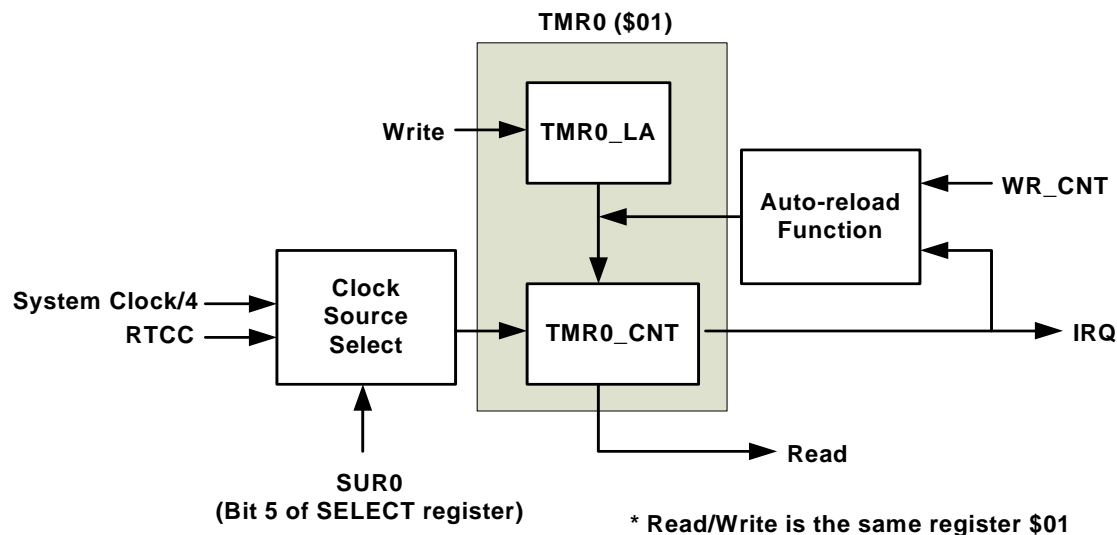 TMR0 ($01)
TMR0_LA
Write
WR_CNT
Auto-reload
Function
System Clock/4
RTCC
Clock
Source
Select
TMR0_CNT
IRQ
Read
SUR0
(Bit 5 of SELECT register)
* Read/Write is the same register $01